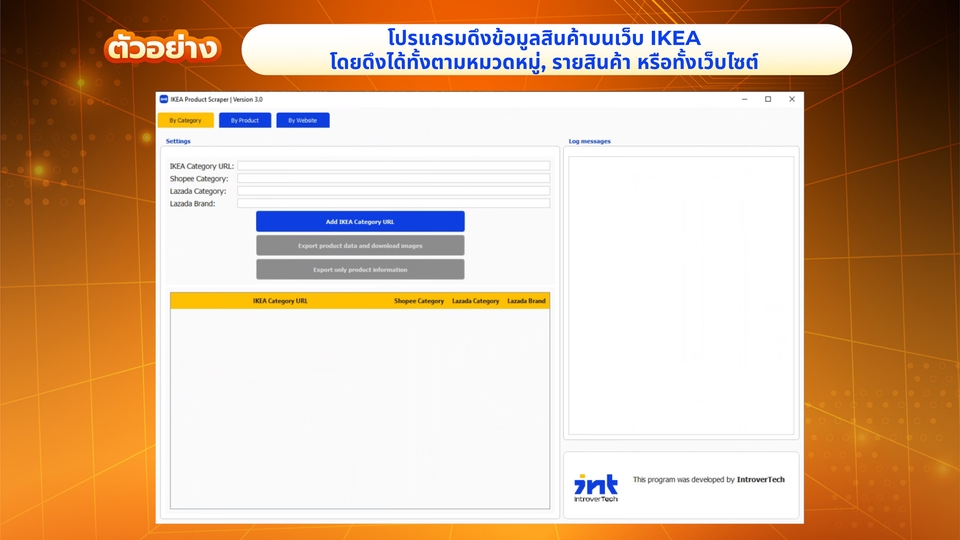 ตัวอย่าง
โปรแกรมดึงข้อมูลสินค้าบนเว็บ IKEA
โดยดึงได้ทั้งตามหมวดหมู่, รายสินค้า หรือทั้งเว็บไซต์
int IKEA Product Scraper | Version 3.0
By Category By Product By Website
Settings
IKEA Category URL:
Shopee Category:
Lazada Category:
Lazada Brand:
Add IKEA Category URL
Export product data and download images
Export only product information
IKEA Category URL Shopee Category Lazada Category Lazada Brand
Log messages
int
IntroverTech
This program was developed by IntroverTech